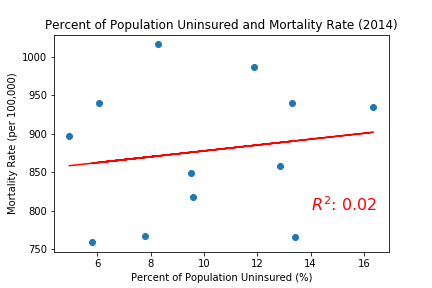 Percent of Population Uninsured and Mortality Rate (2014)
Mortality Rate (per 100,000)
1000
950
900
850
800
750
R²: 0.02
6 8 10 12 14 16
Percent of Population Uninsured (%)